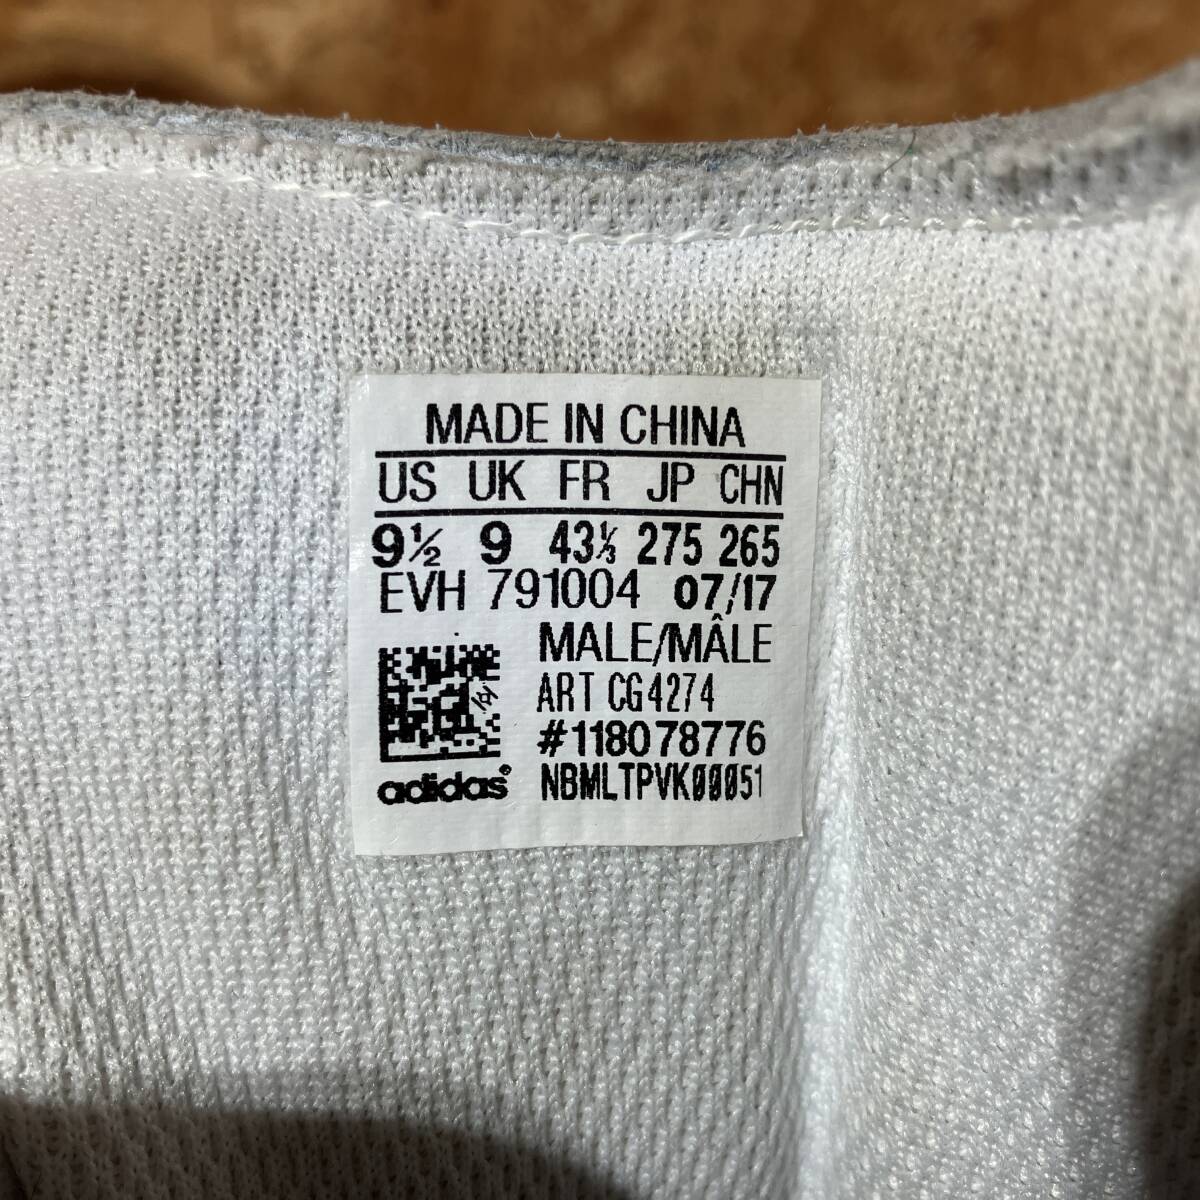 MADE IN CHINA
US UK FR JP CHN
9½ 9 43⅓ 275 265
EVH 791004 07/17
MALE/MÂLE
ART CG4274
#118078776
adidas® NBMLTPVK00051